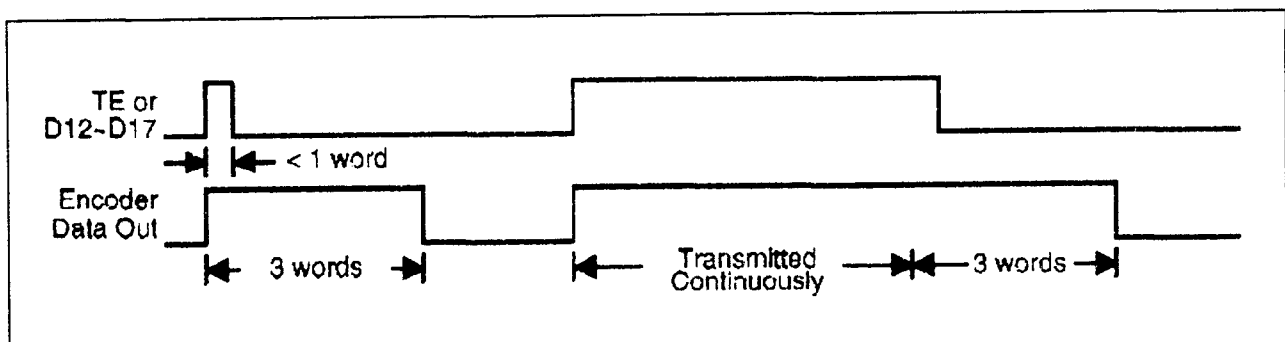 TE or
D12~D17
< 1 word
Encoder
Data Out
3 words
Transmitted
Continuously
3 words